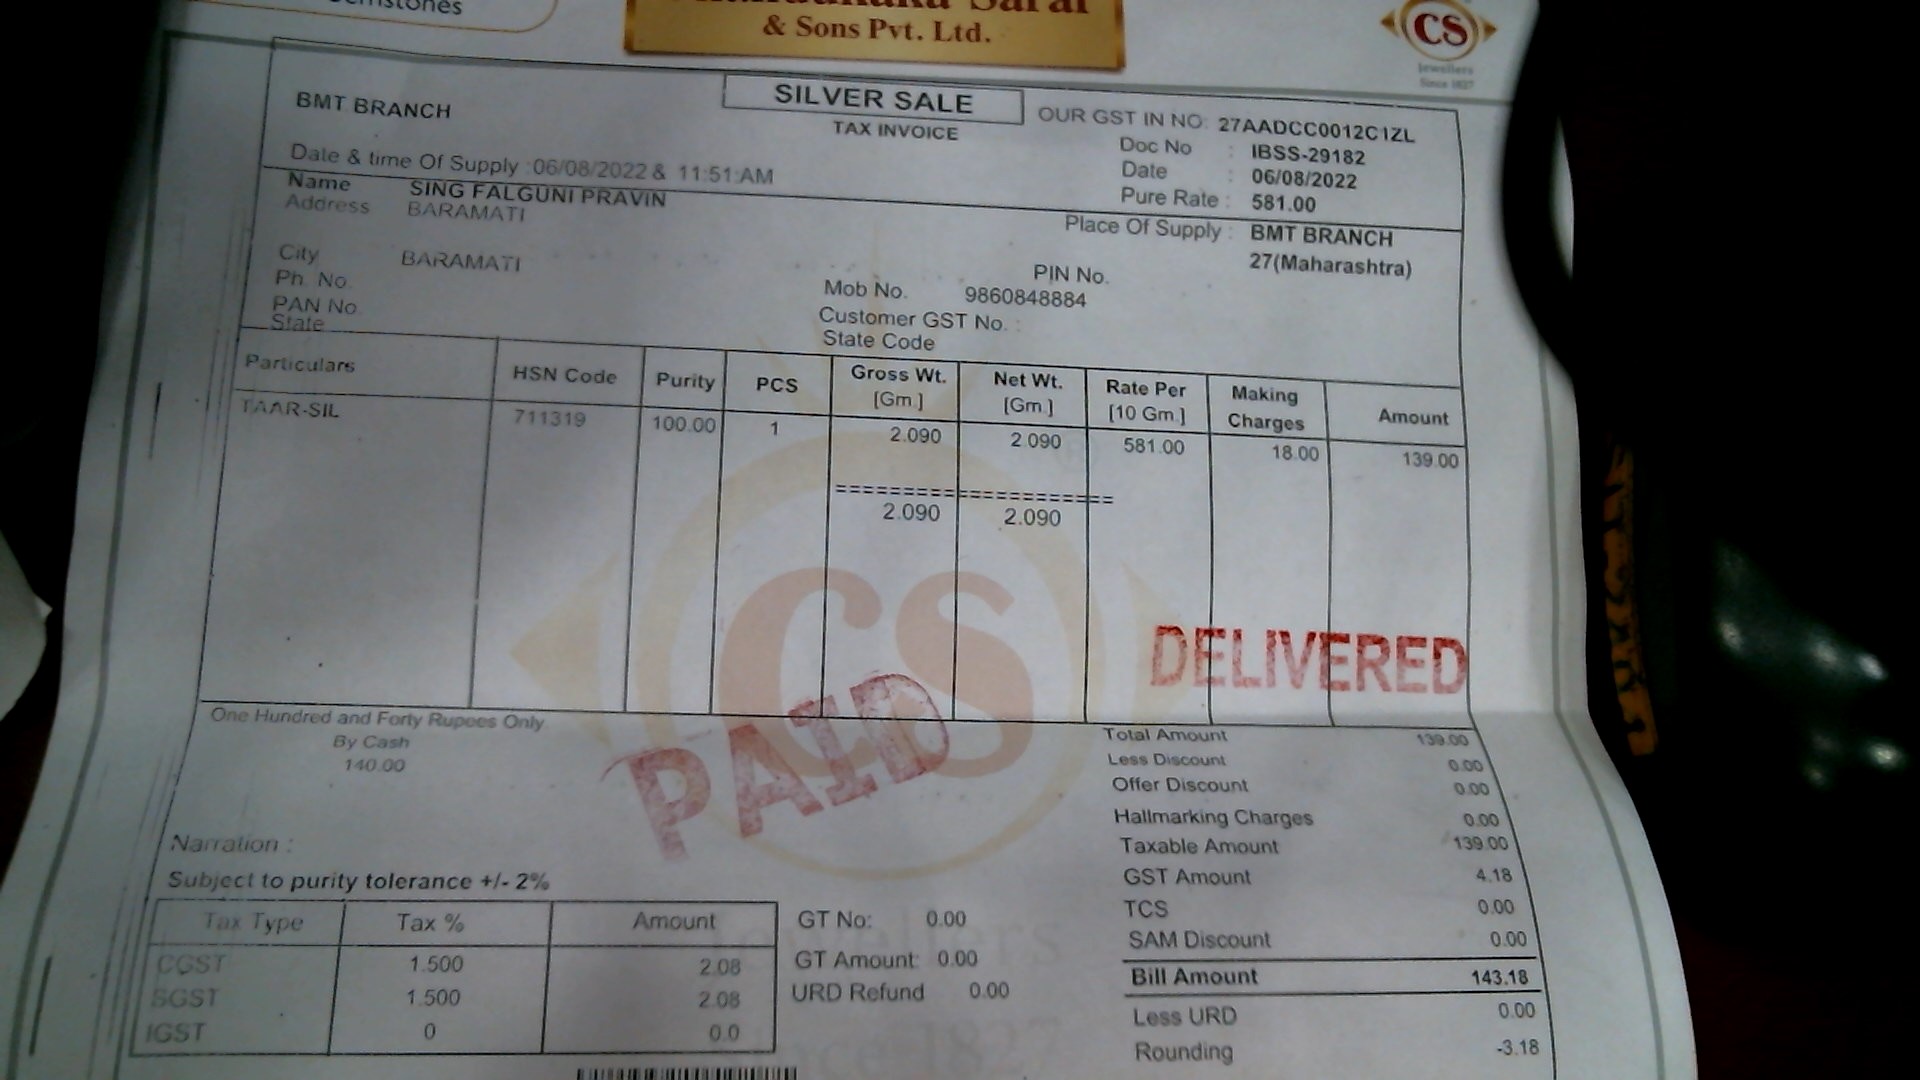 Gemstones
& Sons Pvt. Ltd.
CS
Jewellers
Since 1827
BMT BRANCH
SILVER SALE
TAX INVOICE
OUR GST IN NO: 27AADCC0012C1ZL
Doc No : IBSS-29182
Date : 06/08/2022
Pure Rate : 581.00
Date & time Of Supply :06/08/2022 & 11:51:AM
Name SING FALGUNI PRAVIN
Address BARAMATI
Place Of Supply : BMT BRANCH
27(Maharashtra)
City BARAMATI
PIN No.
Ph. No.
Mob No. 9860848884
PAN No.
Customer GST No. :
State
State Code
Particulars HSN Code Purity PCS Gross Wt. [Gm.] Net Wt. [Gm.] Rate Per [10 Gm.] Making Charges Amount
TAAR-SIL 711319 100.00 1 2.090 2.090 581.00 18.00 139.00
2.090 2.090
DELIVERED
PAID
CS
One Hundred and Forty Rupees Only
By Cash
140.00
Total Amount 139.00
Less Discount 0.00
Offer Discount 0.00
Hallmarking Charges 0.00
Taxable Amount 139.00
GST Amount 4.18
TCS 0.00
SAM Discount 0.00
Bill Amount 143.18
Less URD 0.00
Rounding -3.18
Narration :
Subject to purity tolerance +/- 2%
Tax Type Tax % Amount
CGST 1.500 2.08
SGST 1.500 2.08
IGST 0 0.0
GT No: 0.00
GT Amount: 0.00
URD Refund 0.00